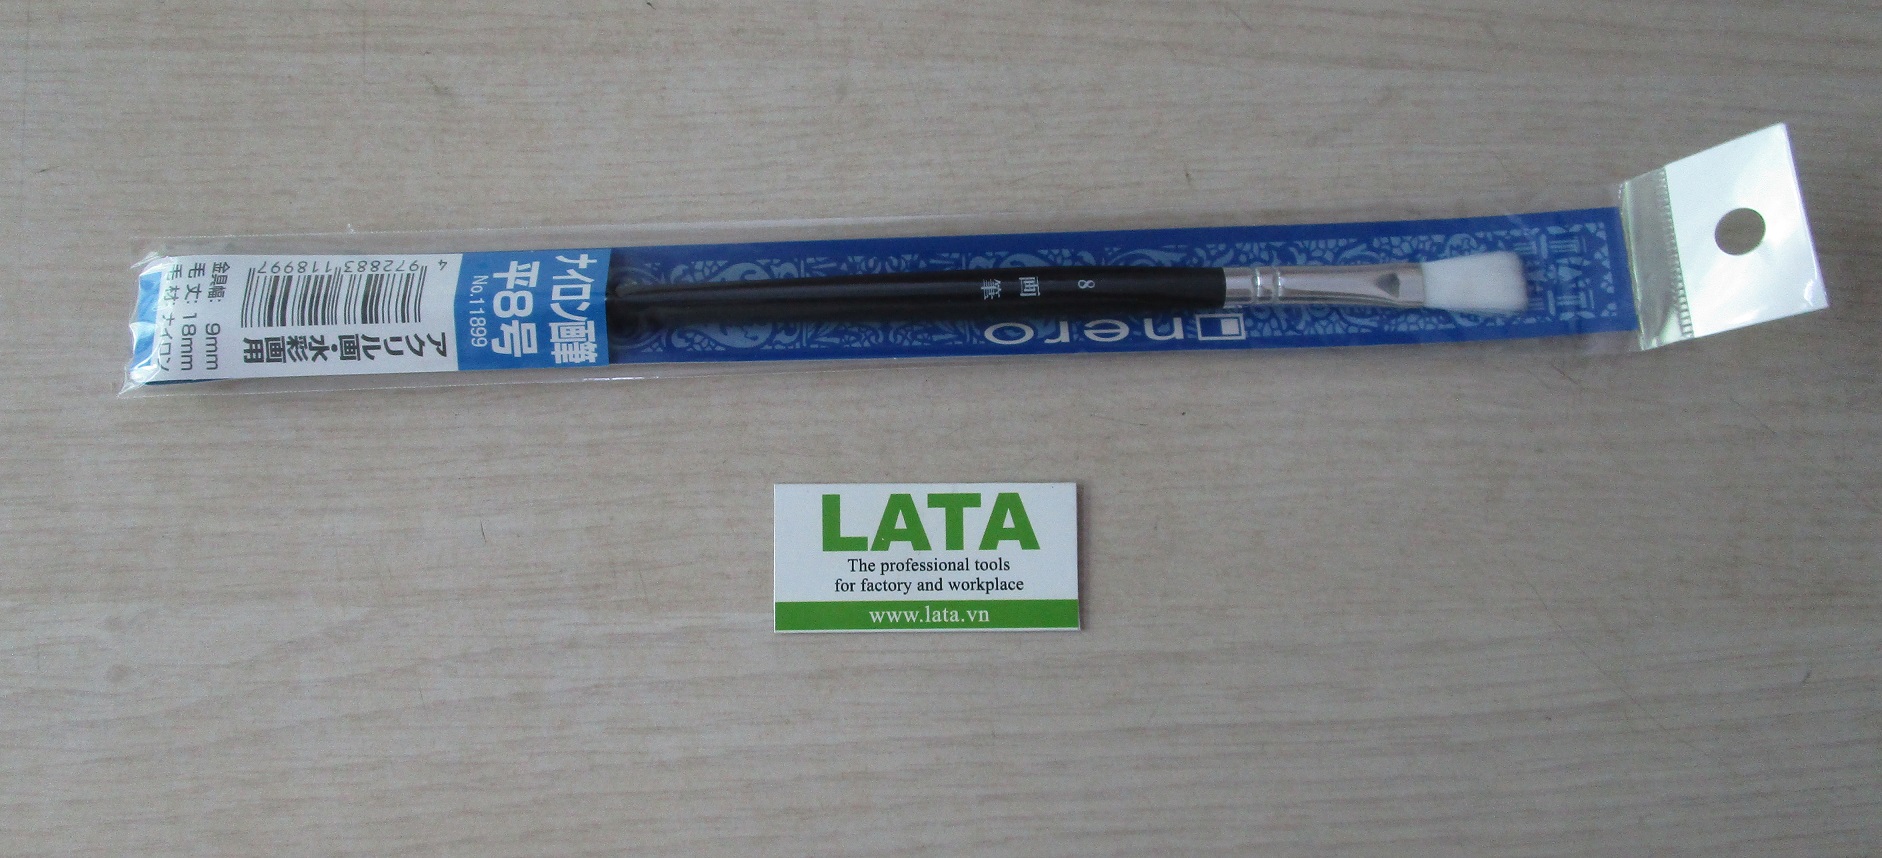 ナイロン画筆
平8号
No.11899
アクリル画・水彩画用
4 972883 118997
金具幅: 9mm
毛 丈: 18mm
毛 材: ナイロン
8 画筆
nero
LATA
The professional tools
for factory and workplace
www.lata.vn